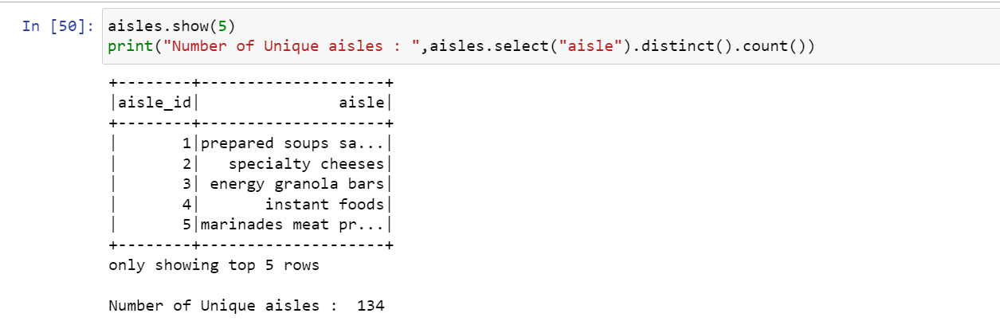 In [50]: aisles.show(5)
print("Number of Unique aisles : ",aisles.select("aisle").distinct().count())
+--------+--------------------+
|aisle_id|               aisle|
+--------+--------------------+
|       1|prepared soups sa...|
|       2|   specialty cheeses|
|       3| energy granola bars|
|       4|       instant foods|
|       5|marinades meat pr...|
+--------+--------------------+
only showing top 5 rows
Number of Unique aisles :  134